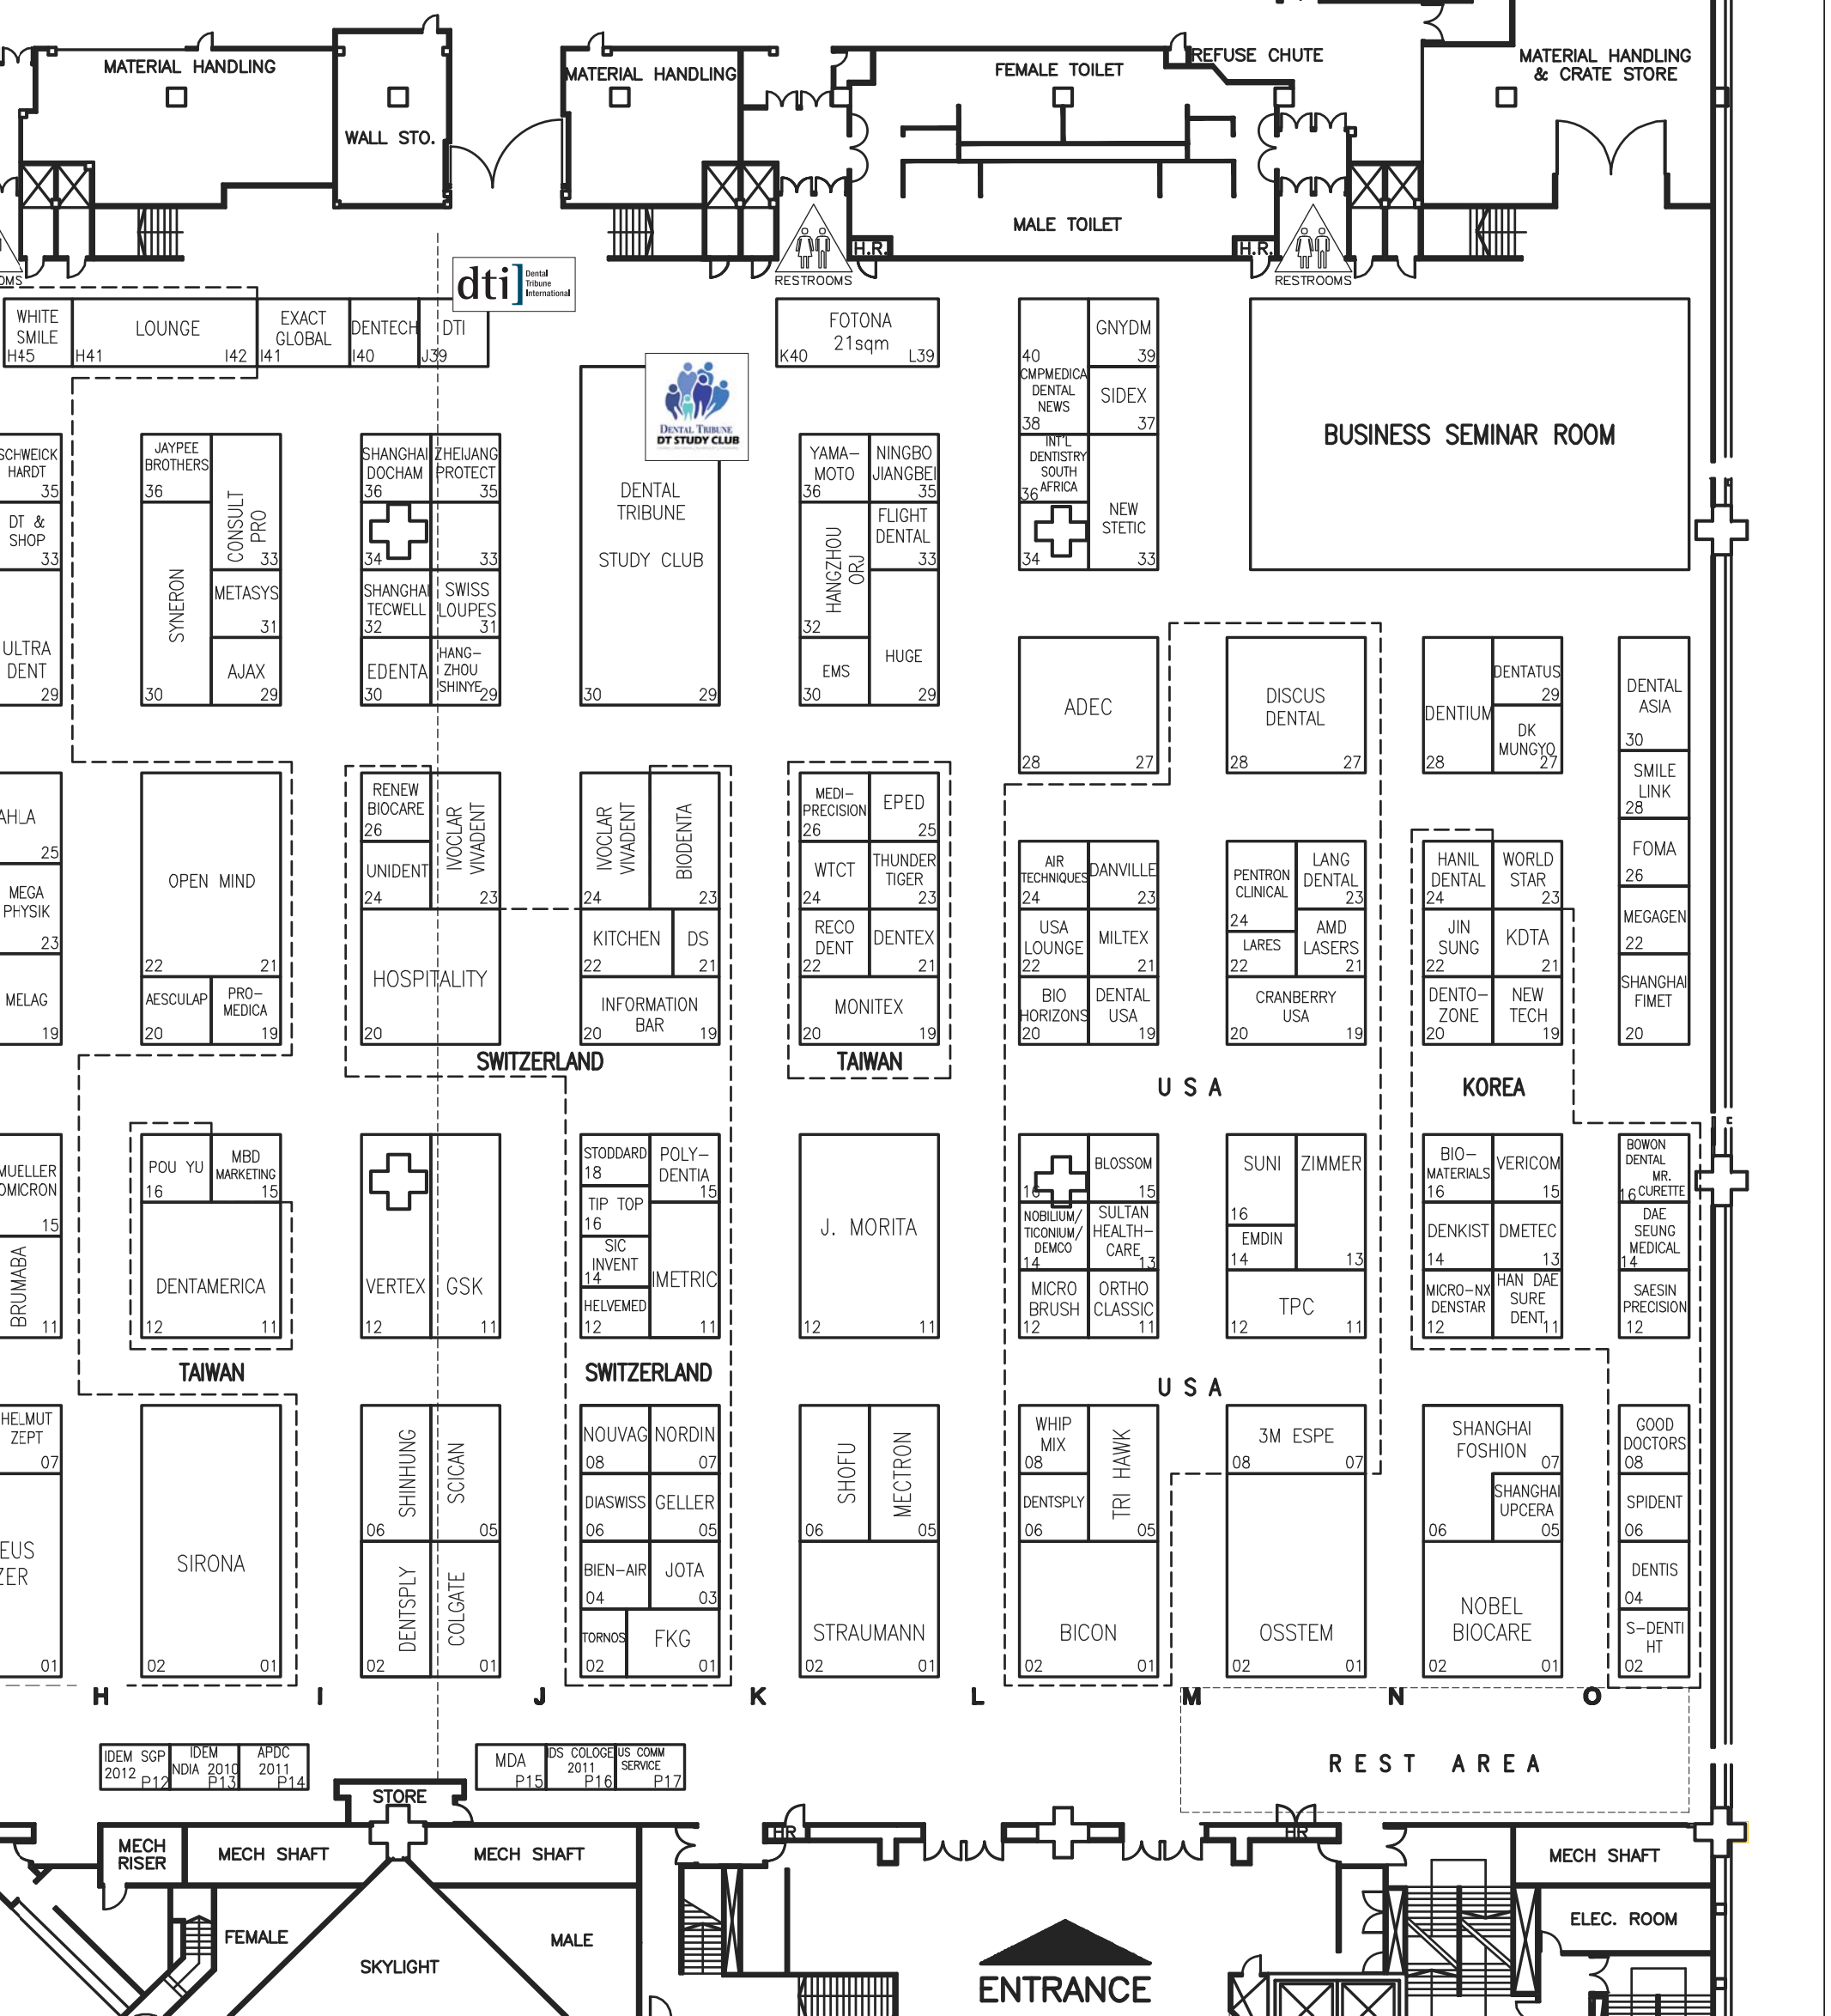 MATERIAL HANDLING
WALL STO.
MATERIAL HANDLING
FEMALE TOILET
REFUSE CHUTE
MATERIAL HANDLING
& CRATE STORE
MALE TOILET
H.R.
H.R.
OMS
RESTROOMS
RESTROOMS
dti] Dental
Tribune
International
WHITE
SMILE
H45
LOUNGE
H41 I42
EXACT
GLOBAL
I41
DENTECH
I40
DTI
J39
FOTONA
21sqm
K40 L39
40
CMPMEDICA
DENTAL
NEWS
38
GNYDM
39
SIDEX
37
BUSINESS SEMINAR ROOM
DENTAL TRIBUNE
DT STUDY CLUB
SCHWEICK
HARDT
35
DT &
SHOP
33
ULTRA
DENT
29
JAYPEE
BROTHERS
36
CONSULT
PRO
33
SYNERON
30
METASYS
31
AJAX
29
SHANGHAI
DOCHAM
36
ZHEIJANG
PROTECT
35
34
33
SHANGHAI
TECWELL
32
SWISS
LOUPES
31
EDENTA
30
HANG-
ZHOU
SHINYE
29
DENTAL
TRIBUNE
STUDY CLUB
30 29
YAMA-
MOTO
36
NINGBO
JIANGBEI
35
HANGZHOU
ORJ
32
FLIGHT
DENTAL
33
EMS
30
HUGE
29
INT'L
DENTISTRY
SOUTH
AFRICA
36
34
NEW
STETIC
33
ADEC
28 27
DISCUS
DENTAL
28 27
DENTIUM
28
DENTATUS
29
DK
MUNGYO
27
DENTAL
ASIA
30
SMILE
LINK
28
FOMA
26
MEGAGEN
22
SHANGHAI
FIMET
20
AHLA
25
MEGA
PHYSIK
23
MELAG
19
OPEN MIND
22 21
AESCULAP
20
PRO-
MEDICA
19
RENEW
BIOCARE
26
UNIDENT
24
IVOCLAR
VIVADENT
23
HOSPITALITY
20
IVOCLAR
VIVADENT
24
BIODENTA
23
KITCHEN
22
DS
21
INFORMATION
BAR
20 19
SWITZERLAND
MEDI-
PRECISION
26
EPED
25
WTCT
24
THUNDER
TIGER
23
RECO
DENT
22
DENTEX
21
MONITEX
20 19
TAIWAN
AIR
TECHNIQUES
24
DANVILLE
23
USA
LOUNGE
22
MILTEX
21
BIO
HORIZONS
20
DENTAL
USA
19
PENTRON
CLINICAL
24
LANG
DENTAL
23
LARES
22
AMD
LASERS
21
CRANBERRY
USA
20 19
USA
HANIL
DENTAL
24
WORLD
STAR
23
JIN
SUNG
22
KDTA
21
DENTO-
ZONE
20
NEW
TECH
19
KOREA
MUELLER
OMICRON
15
BRUMABA
11
POU YU
16
MBD
MARKETING
15
DENTAMERICA
12 11
TAIWAN
VERTEX
12
GSK
11
STODDARD
18
POLY-
DENTIA
15
TIP TOP
16
SIC
INVENT
14
HELVEMED
12
IMETRIC
11
SWITZERLAND
J. MORITA
12 11
16
BLOSSOM
15
NOBILIUM/
TICONIUM/
DEMCO
14
SULTAN
HEALTH-
CARE
13
MICRO
BRUSH
12
ORTHO
CLASSIC
11
SUNI
16
ZIMMER
13
EMDIN
14
TPC
12 11
USA
BIO-
MATERIALS
16
VERICOM
15
DENKIST
14
DMETEC
13
MICRO-NX
DENSTAR
12
HAN DAE
SURE
DENT
11
BOWON
DENTAL
MR.
CURETTE
16
DAE
SEUNG
MEDICAL
14
SAESIN
PRECISION
12
HELMUT
ZEPT
07
EUS
ZER
01
SIRONA
02 01
SHINHUNG
06
SCICAN
05
DENTSPLY
02
COLGATE
01
NOUVAG
08
NORDIN
07
DIASWISS
06
GELLER
05
BIEN-AIR
04
JOTA
03
TORNOS
02
FKG
01
SHOFU
06
MECTRON
05
STRAUMANN
02 01
WHIP
MIX
08
DENTSPLY
06
TRI HAWK
05
BICON
02 01
3M ESPE
08 07
OSSTEM
02 01
SHANGHAI
FOSHION
07
06
SHANGHAI
UPCERA
05
NOBEL
BIOCARE
02 01
GOOD
DOCTORS
08
SPIDENT
06
DENTIS
04
S-DENTI
HT
02
H I J K L M N O
IDEM SGP
2012
P12
IDEM
NDIA 2010
P13
APDC
2011
P14
MDA
P15
IDS COLOGE
2011
P16
US COMM
SERVICE
P17
REST AREA
STORE
MECH
RISER
MECH SHAFT
MECH SHAFT
HR
HR
MECH SHAFT
FEMALE
MALE
SKYLIGHT
ELEC. ROOM
ENTRANCE